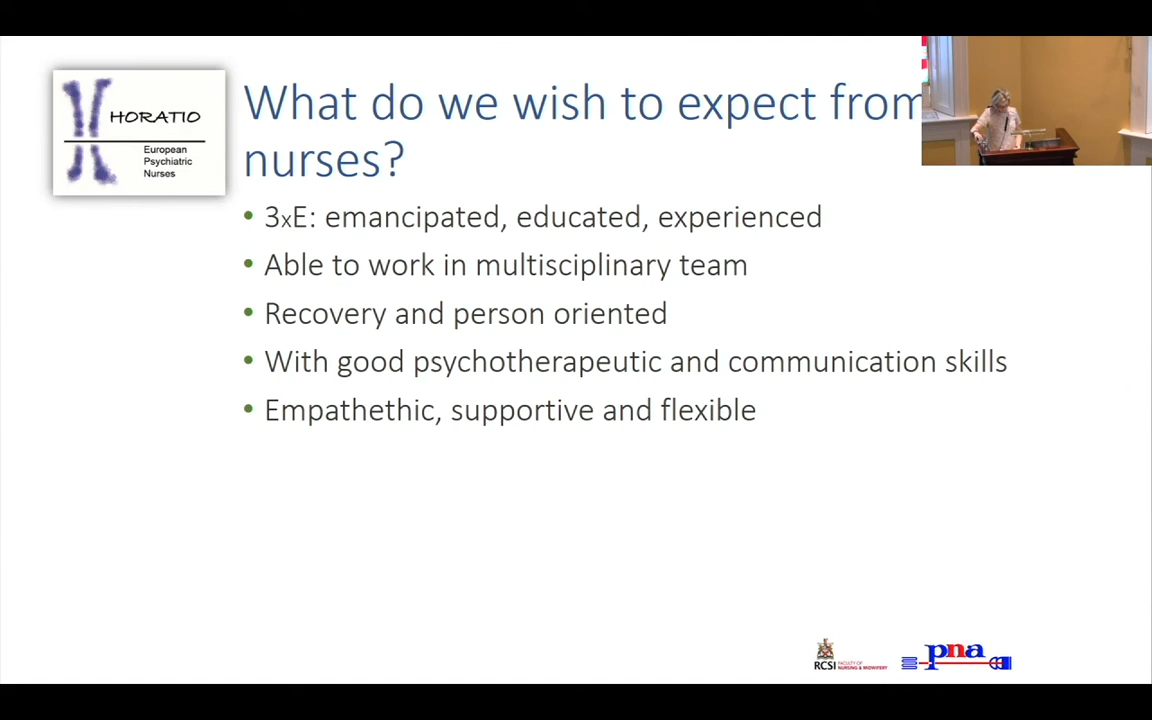 What do we wish to expect from
nurses?
HORATIO
European
Psychiatric
Nurses
• 3xE: emancipated, educated, experienced
• Able to work in multisciplinary team
• Recovery and person oriented
• With good psychotherapeutic and communication skills
• Empathethic, supportive and flexible
RCSI FACULTY OF
NURSING & MIDWIFERY
pna